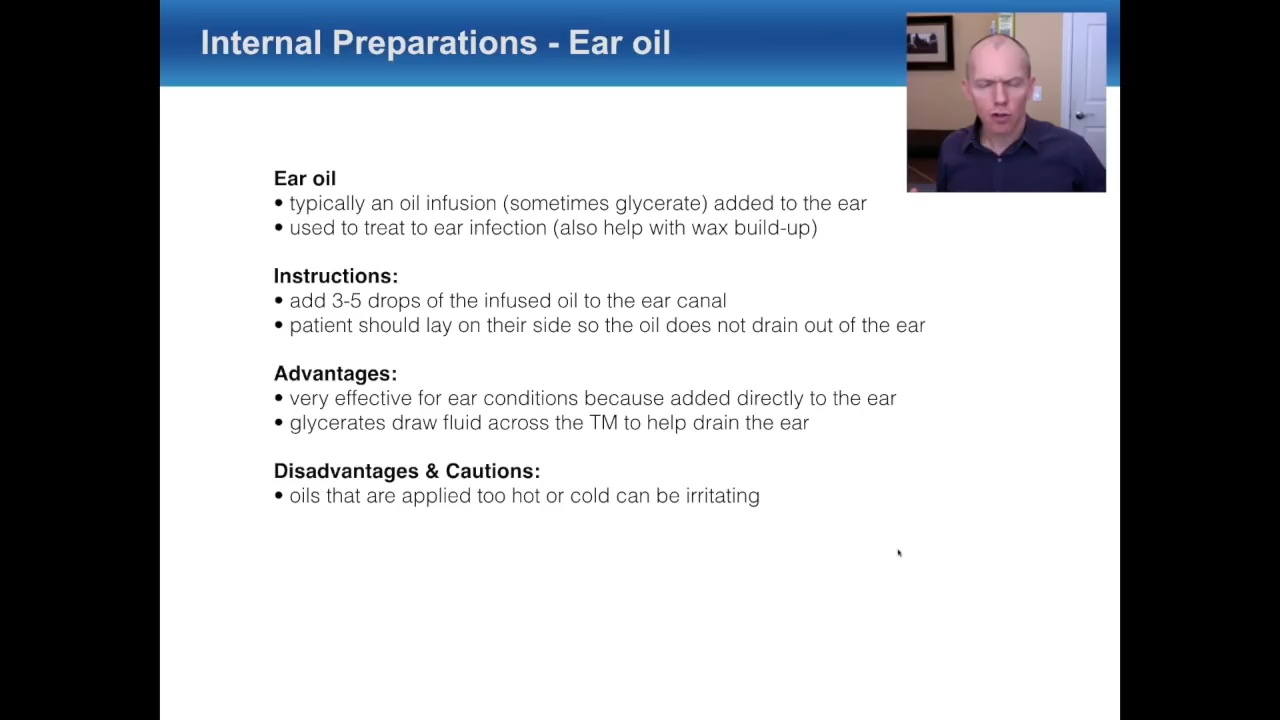 Internal Preparations - Ear oil
Ear oil
• typically an oil infusion (sometimes glycerate) added to the ear
• used to treat to ear infection (also help with wax build-up)
Instructions:
• add 3-5 drops of the infused oil to the ear canal
• patient should lay on their side so the oil does not drain out of the ear
Advantages:
• very effective for ear conditions because added directly to the ear
• glycerates draw fluid across the TM to help drain the ear
Disadvantages & Cautions:
• oils that are applied too hot or cold can be irritating